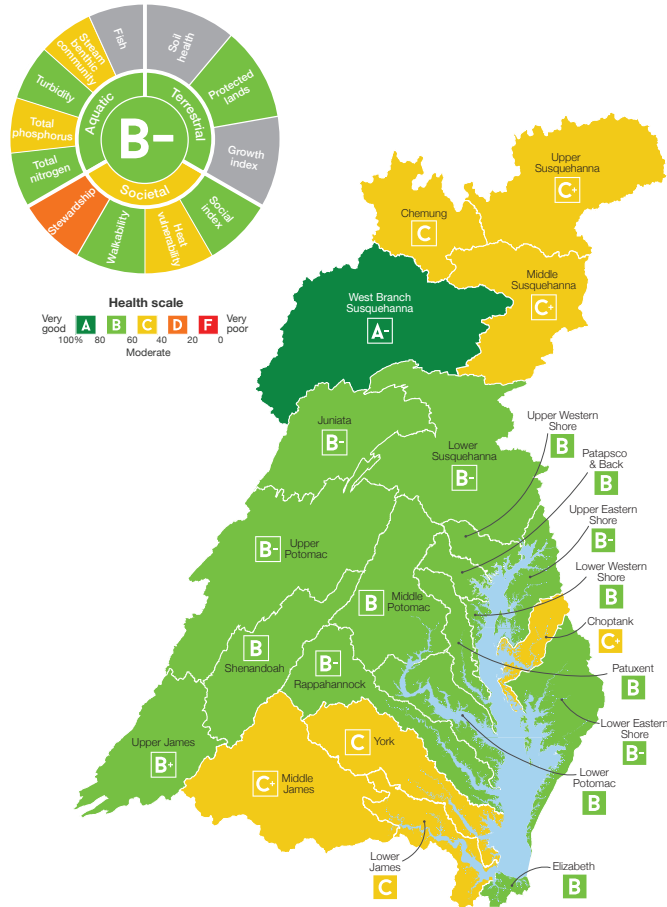 Fish
Soil
health
Stream
benthic
community
Protected
lands
Turbidity
Aquatic
Terrestrial
Total
phosphorus
B-
Growth
index
Total
nitrogen
Societal
Stewardship
Walkability
Heat
vulnerability
Social
index
Health scale
Very
good
A B C D F
Very
poor
100% 80 60 40 20 0
Moderate
Upper
Susquehanna
C+
Chemung
C
Middle
Susquehanna
C+
West Branch
Susquehanna
A-
Juniata
B-
Lower
Susquehanna
B-
Upper Western
Shore
B
Patapsco
& Back
B
Upper Eastern
Shore
B-
Upper
Potomac
B-
Lower Western
Shore
B
Middle
Potomac
B
Choptank
C+
Shenandoah
B
Rappahannock
B-
Patuxent
B
Upper James
B+
York
C
Lower Eastern
Shore
B-
Middle
James
C+
Lower
Potomac
B
Lower
James
C
Elizabeth
B